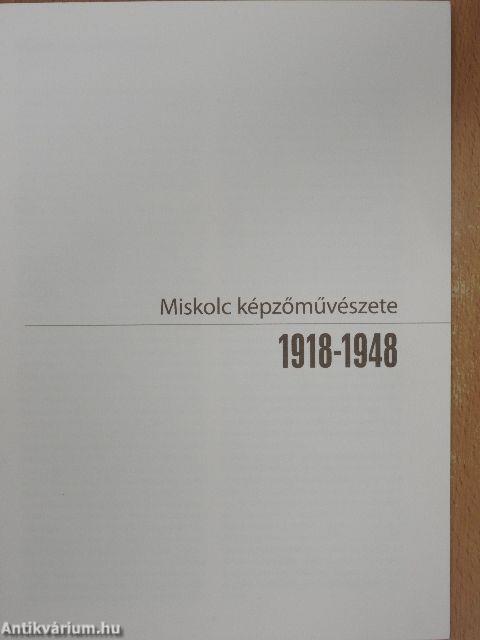 Miskolc képzőművészete
1918-1948
Antikvárium.hu